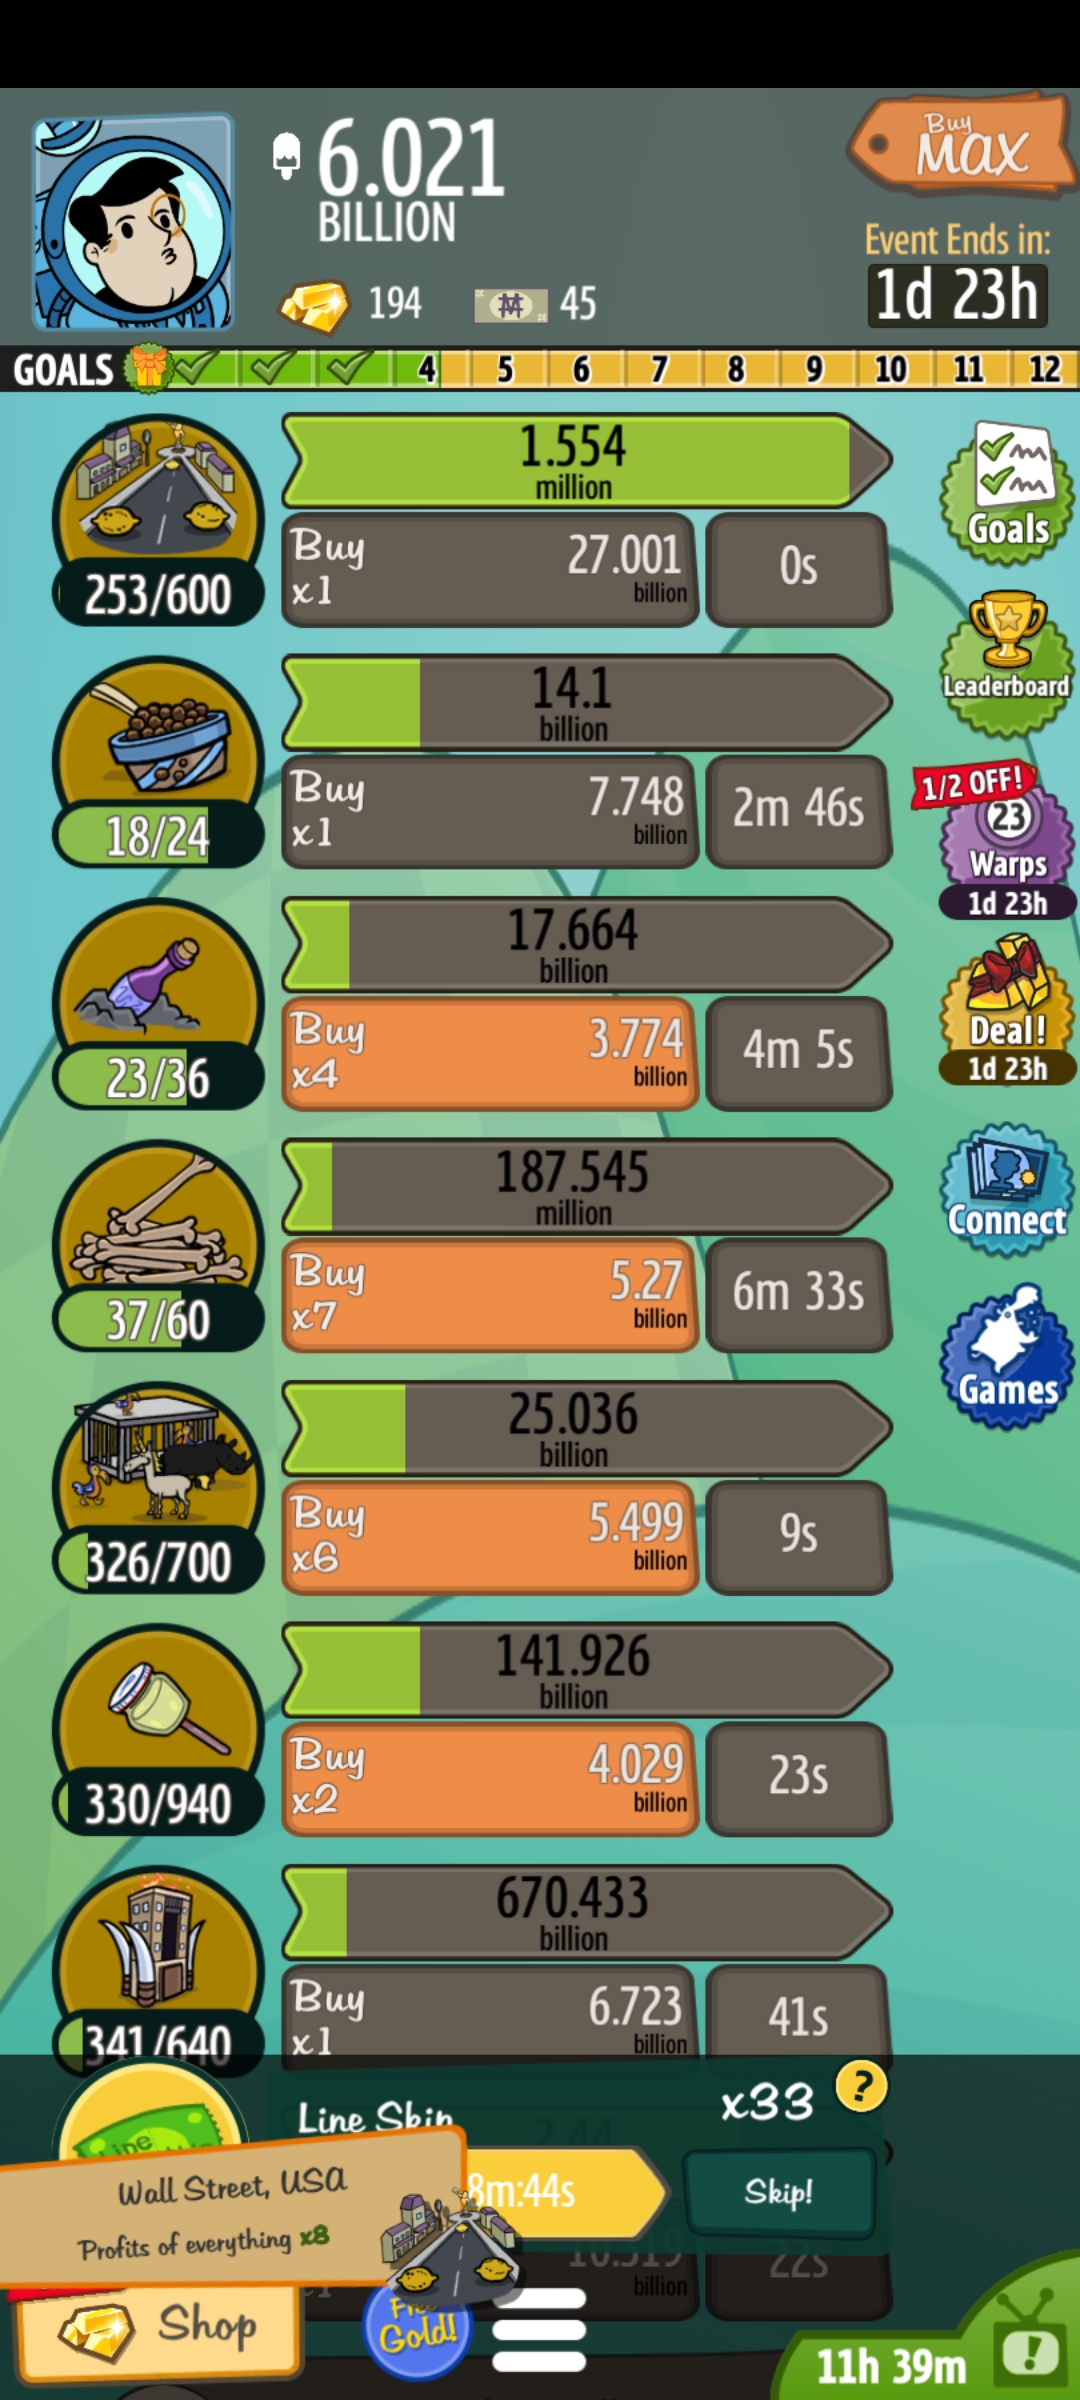 6.021
BILLION
Buy
MAX
Event Ends in:
1d 23h
194
45
GOALS
4 5 6 7 8 9 10 11 12
1.554
million
Buy
x1
27.001
billion
0s
253/600
Goals
14.1
billion
Buy
x1
7.748
billion
2m 46s
18/24
Leaderboard
1/2 OFF!
23
Warps
1d 23h
17.664
billion
Buy
x4
3.774
billion
4m 5s
23/36
Deal!
1d 23h
187.545
million
Buy
x7
5.27
billion
6m 33s
37/60
Connect
Games
25.036
billion
Buy
x6
5.499
billion
9s
326/700
141.926
billion
Buy
x2
4.029
billion
23s
330/940
670.433
billion
Buy
x1
6.723
billion
41s
341/640
Line Skip
x33
?
2.44
8m:44s
Skip!
Wall Street, USA
Profits of everything x8
10.519
billion
22s
x1
Shop
Free
Gold!
11h 39m
!